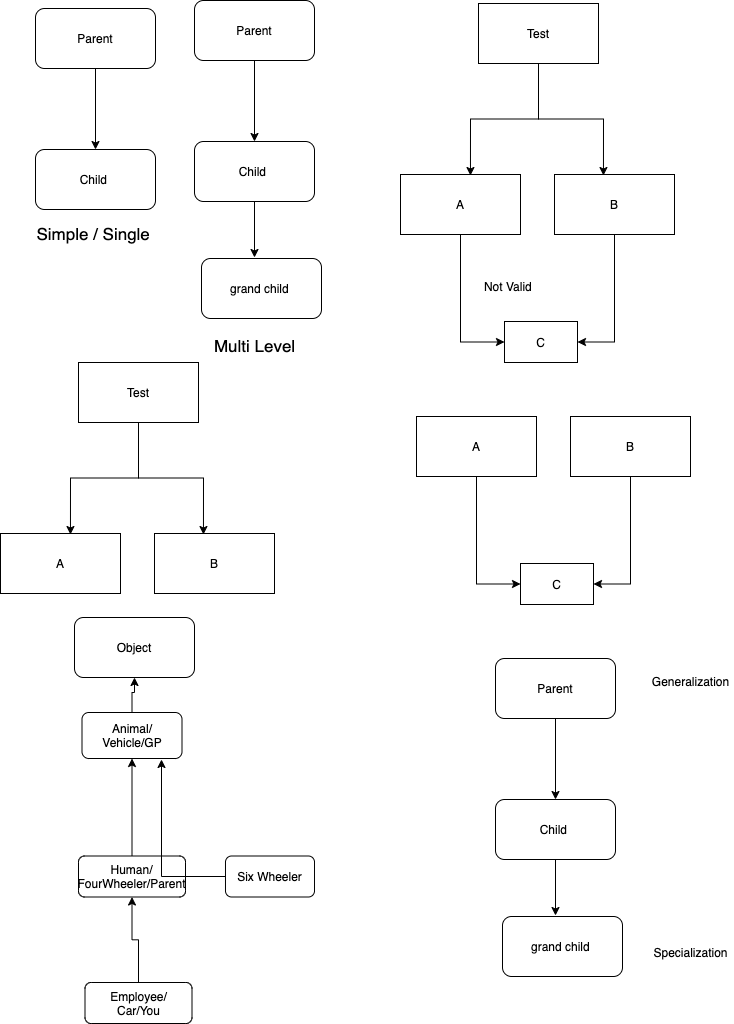 Parent
Child
Simple / Single
Parent
Child
grand child
Multi Level
Test
A
B
Not Valid
C
Test
A
B
A
B
C
Object
Animal/
Vehicle/GP
Human/
FourWheeler/Parent
Six Wheeler
Employee/
Car/You
Parent
Generalization
Child
grand child
Specialization